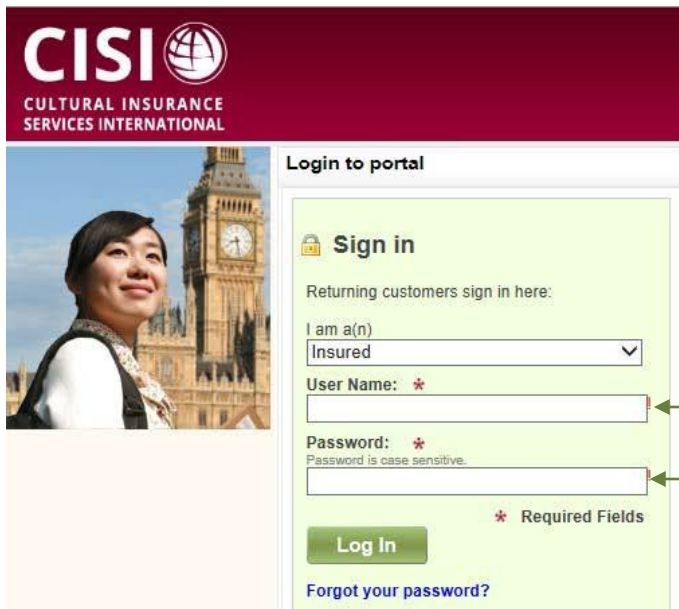 CISI
CULTURAL INSURANCE
SERVICES INTERNATIONAL
Login to portal
Sign in
Returning customers sign in here:
I am a(n)
Insured
User Name: *
Password: *
Password is case sensitive.
* Required Fields
Log In
Forgot your password?